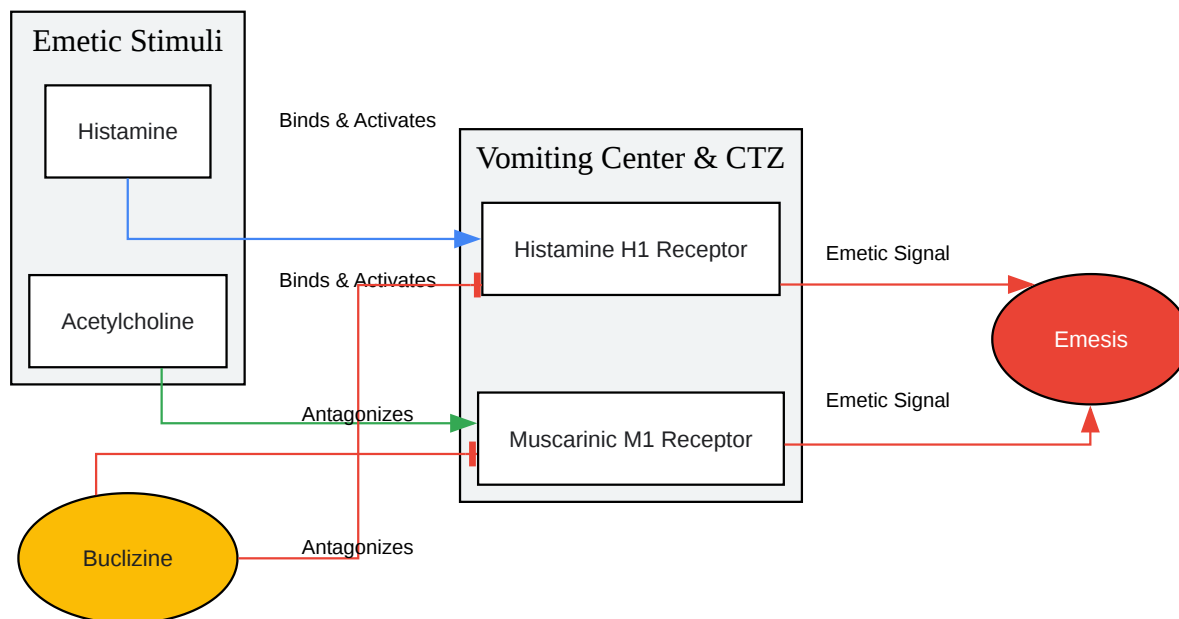 Emetic Stimuli
Histamine
Binds & Activates
Vomiting Center & CTZ
Histamine H1 Receptor
Emetic Signal
Binds & Activates
Acetylcholine
Emesis
Antagonizes
Muscarinic M1 Receptor
Emetic Signal
Buclizine
Antagonizes